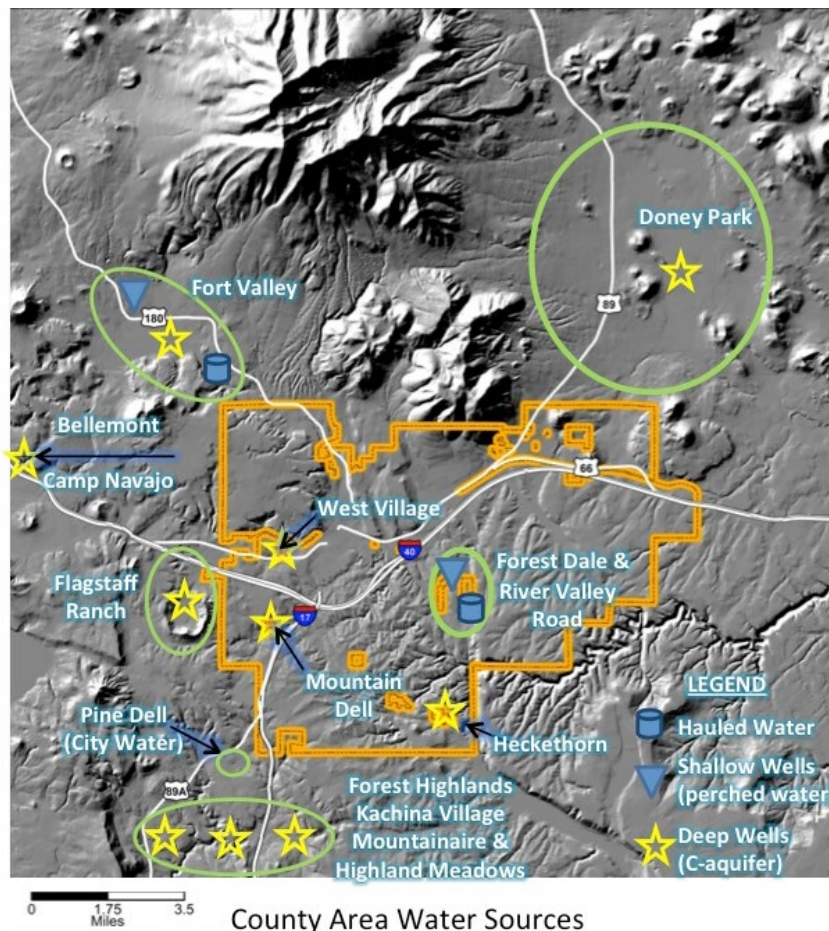 Doney Park
Fort Valley
180
89
Bellemont
Camp Navajo
66
West Village
40
Forest Dale &
River Valley
Road
Flagstaff
Ranch
17
Mountain
Dell
LEGEND
Pine Dell
(City Water)
Heckethorn
Hauled Water
Shallow Wells
(perched water
89A
Forest Highlands
Kachina Village
Mountainaire &
Highland Meadows
Deep Wells
(C-aquifer)
0 1.75 3.5
Miles
County Area Water Sources